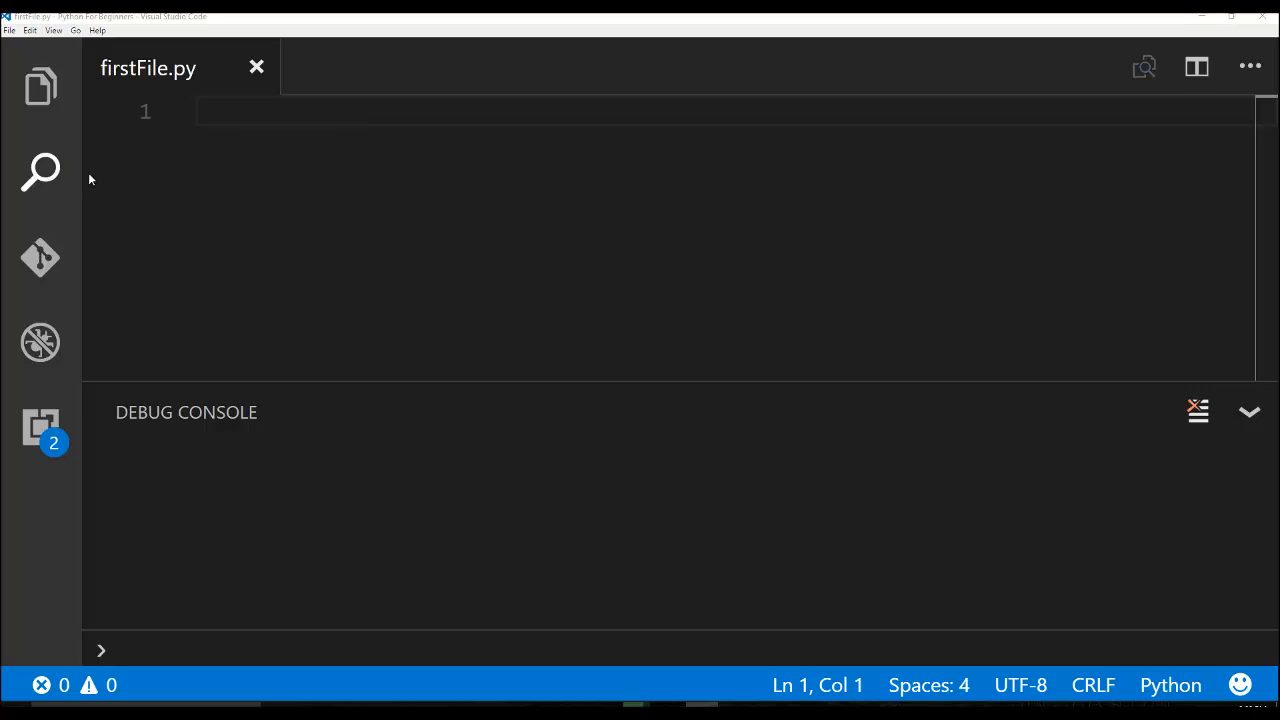 firstFile.py - Python For Beginners - Visual Studio Code
File Edit View Go Help
firstFile.py
1
DEBUG CONSOLE
2
0 0 Ln 1, Col 1 Spaces: 4 UTF-8 CRLF Python